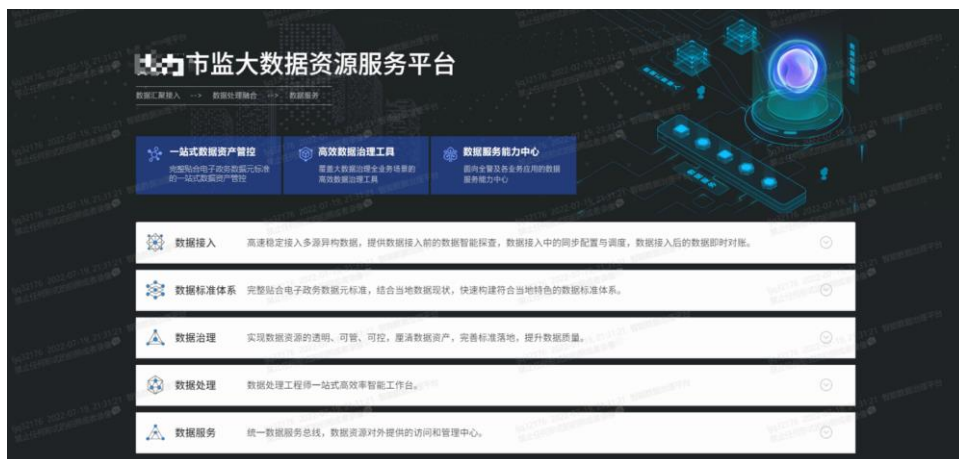 市监大数据资源服务平台
数据汇聚接入 --> 数据处理融合 --> 数据服务
一站式数据资产管控
完整贴合电子政务数据元标准
的一站式数据资产管控
高效数据治理工具
覆盖大数据治理全业务场景的
高效数据治理工具
数据服务能力中心
面向全警及各业务应用的数据
服务能力中心
数据接入 高速稳定接入多源异构数据，提供数据接入前的数据智能探查，数据接入中的同步配置与调度，数据接入后的数据即时对账。
数据标准体系 完整贴合电子政务数据元标准，结合当地数据现状，快速构建符合当地特色的数据标准体系。
数据治理 实现数据资源的透明、可管、可控，厘清数据资产，完善标准落地，提升数据质量。
数据处理 数据处理工程师一站式高效率智能工作台。
数据服务 统一数据服务总线，数据资源对外提供的访问和管理中心。